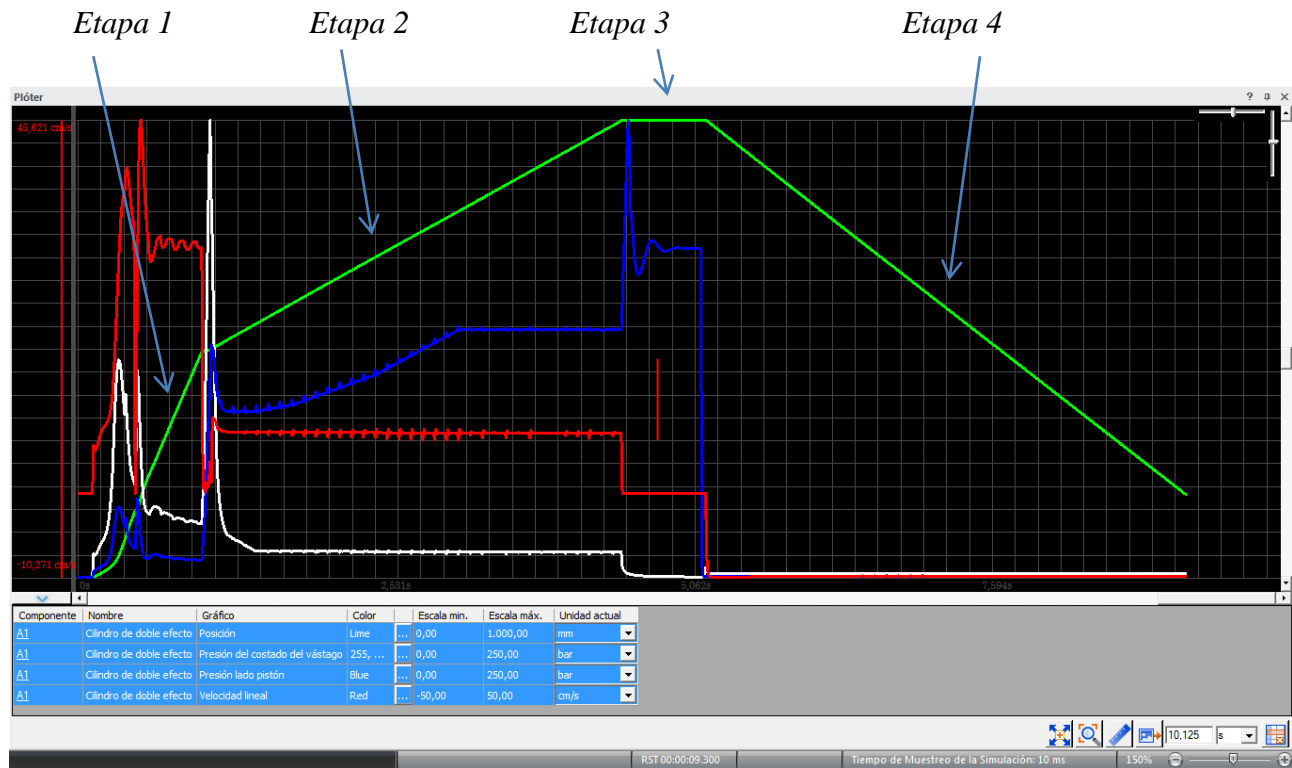 Etapa 1 Etapa 2 Etapa 3 Etapa 4
Plóter
45,621 cm/s
-10,271 cm/s
0s 2,531s 5,062s 7,594s
Componente Nombre Gráfico Color Escala mín. Escala máx. Unidad actual
A1 Cilindro de doble efecto Posición Lime ... 0,00 1.000,00 mm
A1 Cilindro de doble efecto Presión del costado del vástago 255, ... ... 0,00 250,00 bar
A1 Cilindro de doble efecto Presión lado pistón Blue ... 0,00 250,00 bar
A1 Cilindro de doble efecto Velocidad lineal Red ... -50,00 50,00 cm/s
10,125 s
RST 00:00:09.300 Tiempo de Muestreo de la Simulación: 10 ms 150%